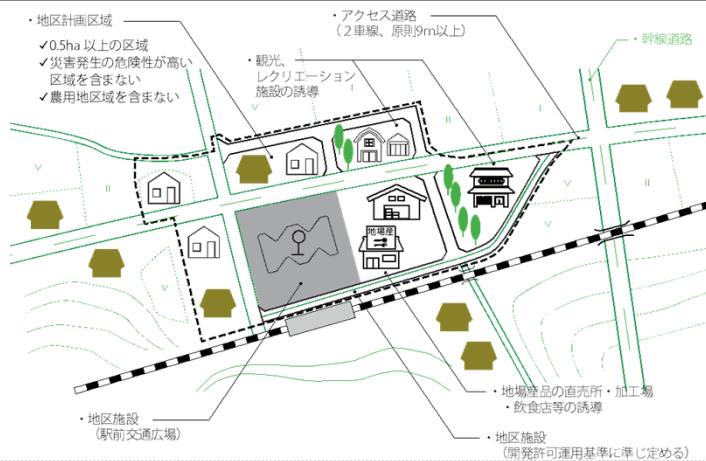 ・地区計画区域
✓0.5ha 以上の区域
✓災害発生の危険性が高い
区域を含まない
✓農用地区域を含まない
・アクセス道路
（２車線、原則9m以上）
・観光、
レクリエーション
施設の誘導
・幹線道路
地場産
・地場産品の直売所・加工場
・飲食店等の誘導
・地区施設
（駅前交通広場）
・地区施設
（開発許可運用基準に準じ定める）